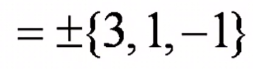 = ±{3, 1, −1}